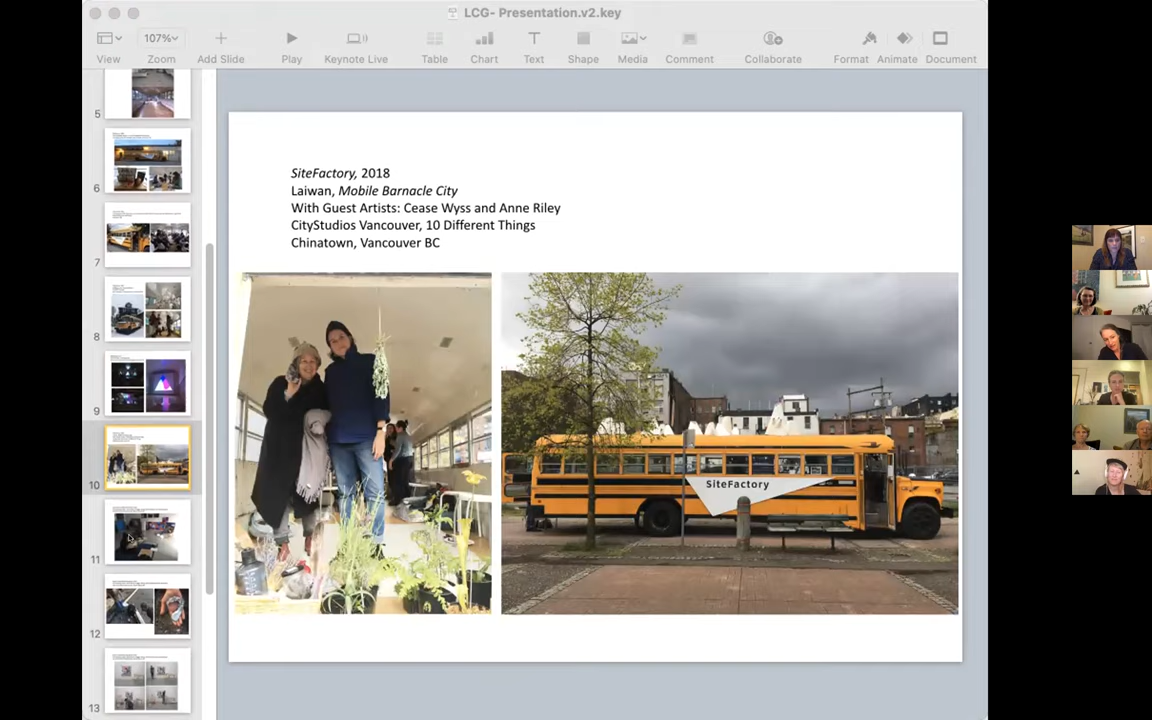 LCG- Presentation.v2.key
107%
View Zoom Add Slide Play Keynote Live Table Chart Text Shape Media Comment Collaborate Format Animate Document
5
6
7
8
9
10
11
12
13
SiteFactory, 2018
Laiwan, Mobile Barnacle City
With Guest Artists: Cease Wyss and Anne Riley
CityStudios Vancouver, 10 Different Things
Chinatown, Vancouver BC
SiteFactory